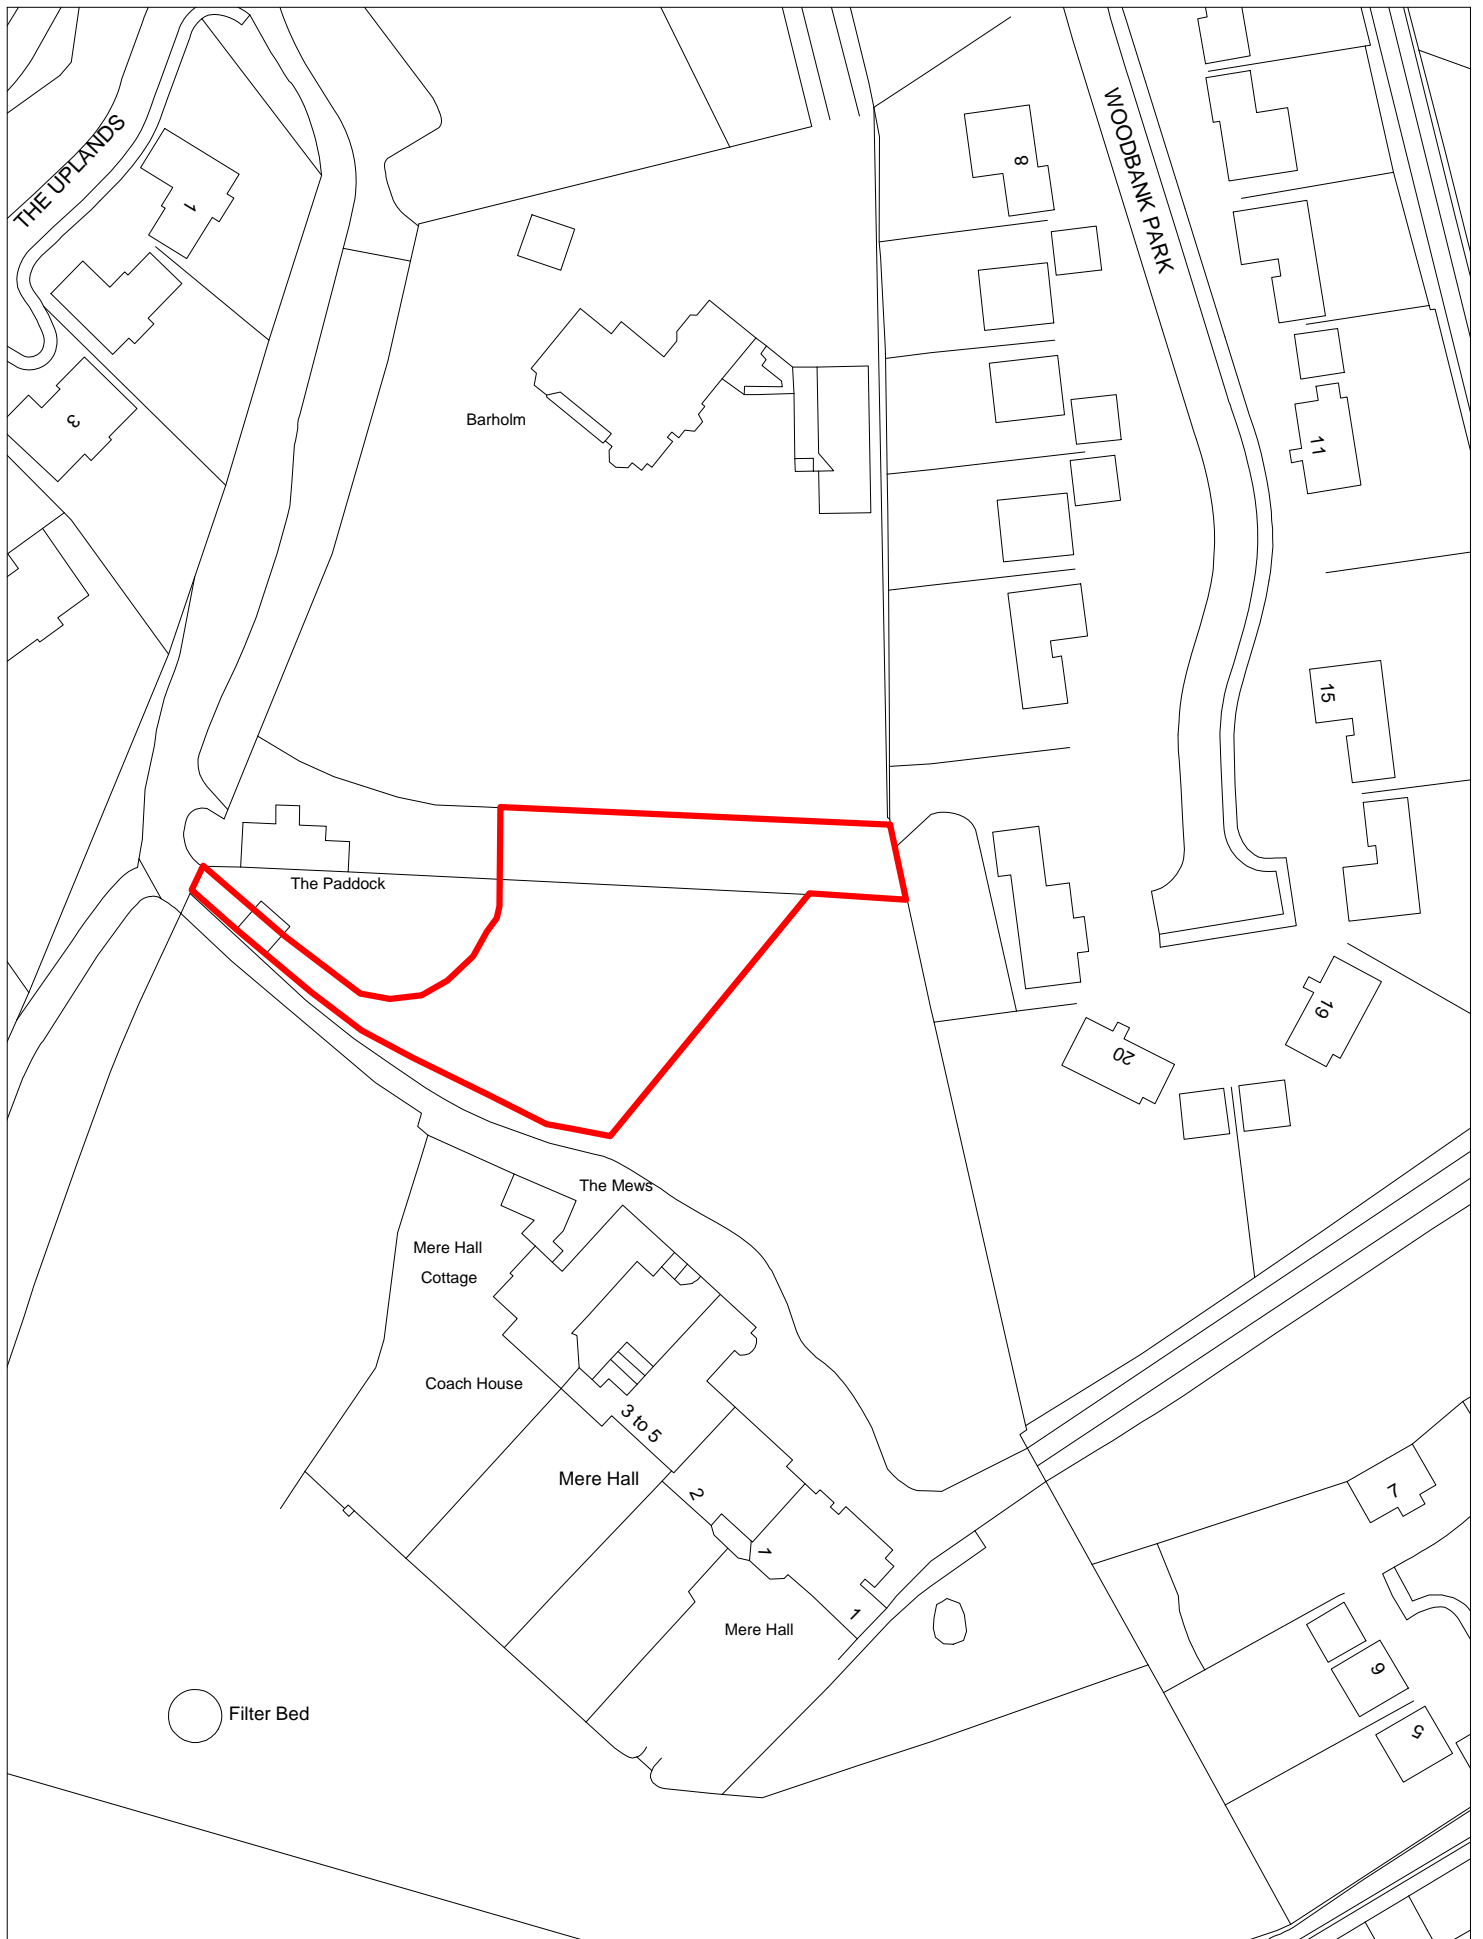 THE UPLANDS
WOODBANK PARK
1
8
3
Barholm
11
15
The Paddock
19
20
The Mews
Mere Hall
Cottage
Coach House
3 to 5
Mere Hall
2
1
1
Mere Hall
7
9
5
Filter Bed